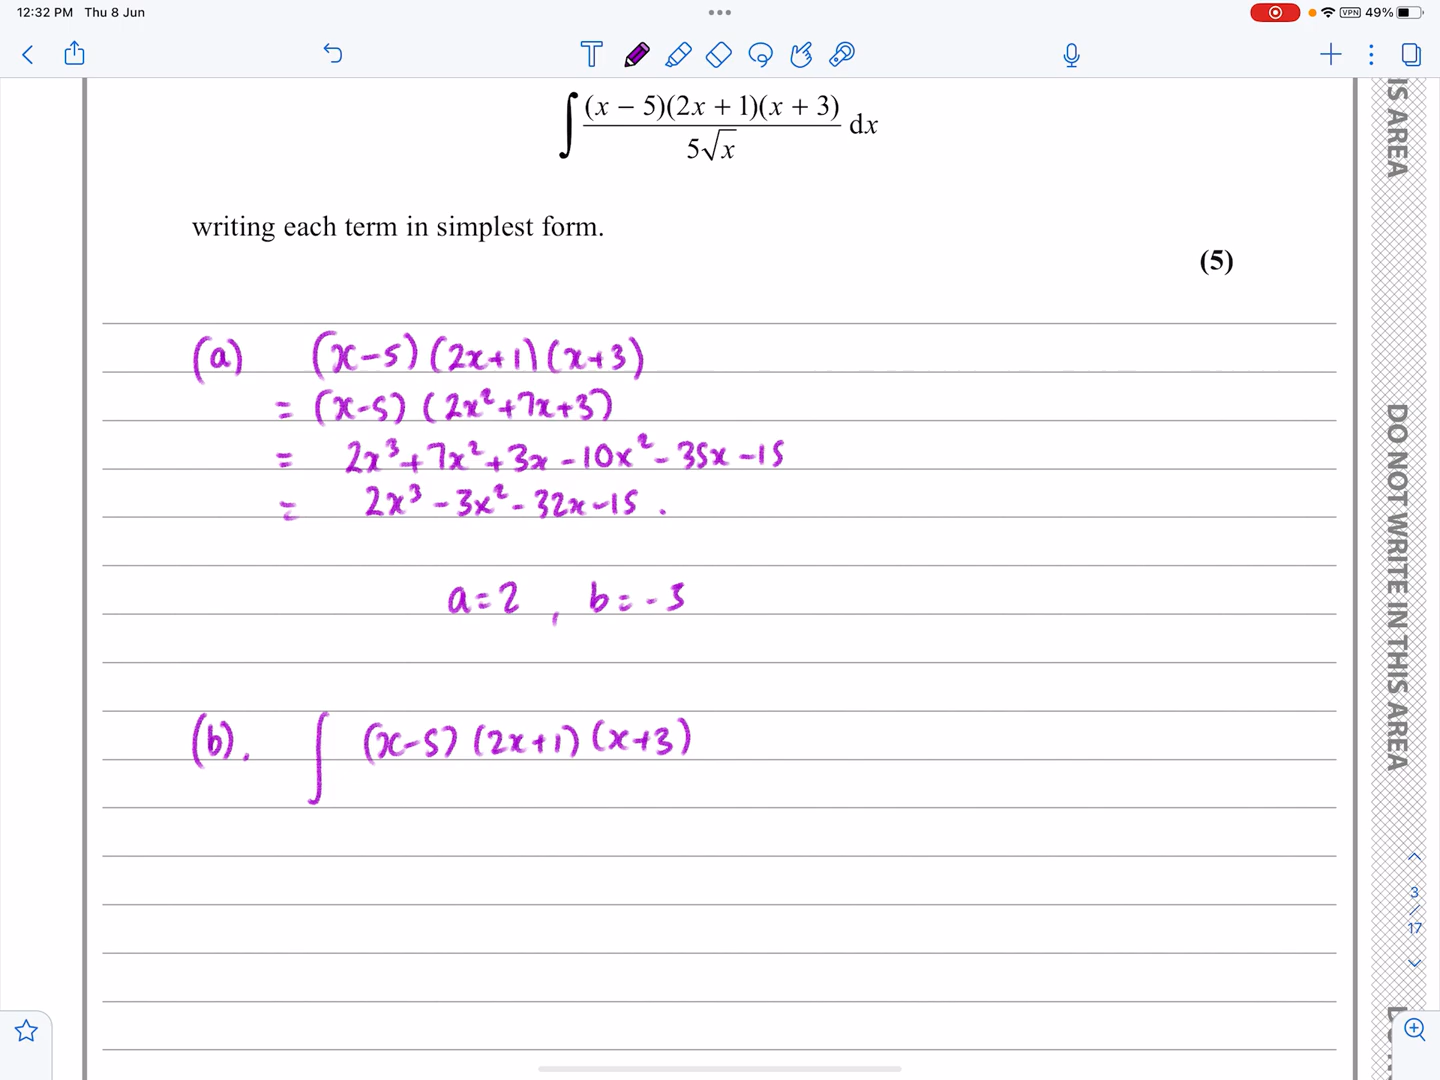 12:32 PM Thu 8 Jun
VPN 49%
∫ (x − 5)(2x + 1)(x + 3) / 5√x dx
writing each term in simplest form.
(5)
(a) (x-5)(2x+1)(x+3)
= (x-5)(2x²+7x+3)
= 2x³+7x²+3x-10x²-35x-15
= 2x³-3x²-32x-15.
a=2, b=-3
(b). ∫ (x-5)(2x+1)(x+3)
IS AREA
DO NOT WRITE IN THIS AREA
3
/
17